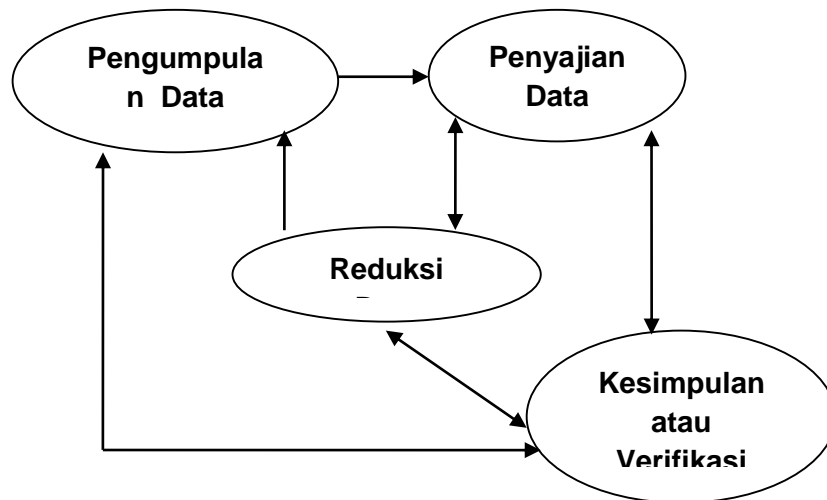 Pengumpula
n Data
Penyajian
Data
Reduksi
Kesimpulan
atau
Verifikasi